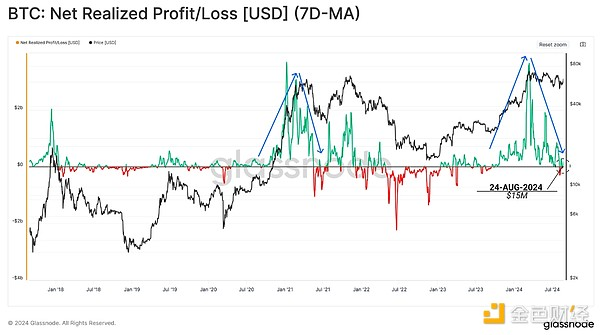 BTC: Net Realized Profit/Loss [USD] (7D-MA)
Net Realized Profit/Loss [USD] Price [USD]
Reset zoom
$80k
$2b
$40k
$0
glassnode
$10k
24-AUG-2024
$15M
-$2b
$6k
-$4b
$2k
Jan '18 Jul '18 Jan '19 Jul '19 Jan '20 Jul '20 Jan '21 Jul '21 Jan '22 Jul '22 Jan '23 Jul '23 Jan '24 Jul '24
© 2024 Glassnode. All Rights Reserved.
金色财经
glassnode